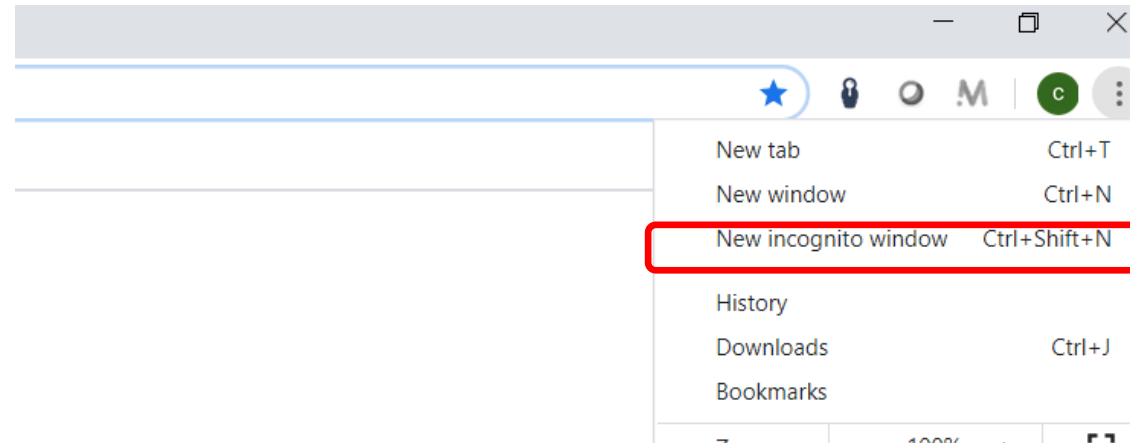 M
c
New tab Ctrl+T
New window Ctrl+N
New incognito window Ctrl+Shift+N
History
Downloads Ctrl+J
Bookmarks